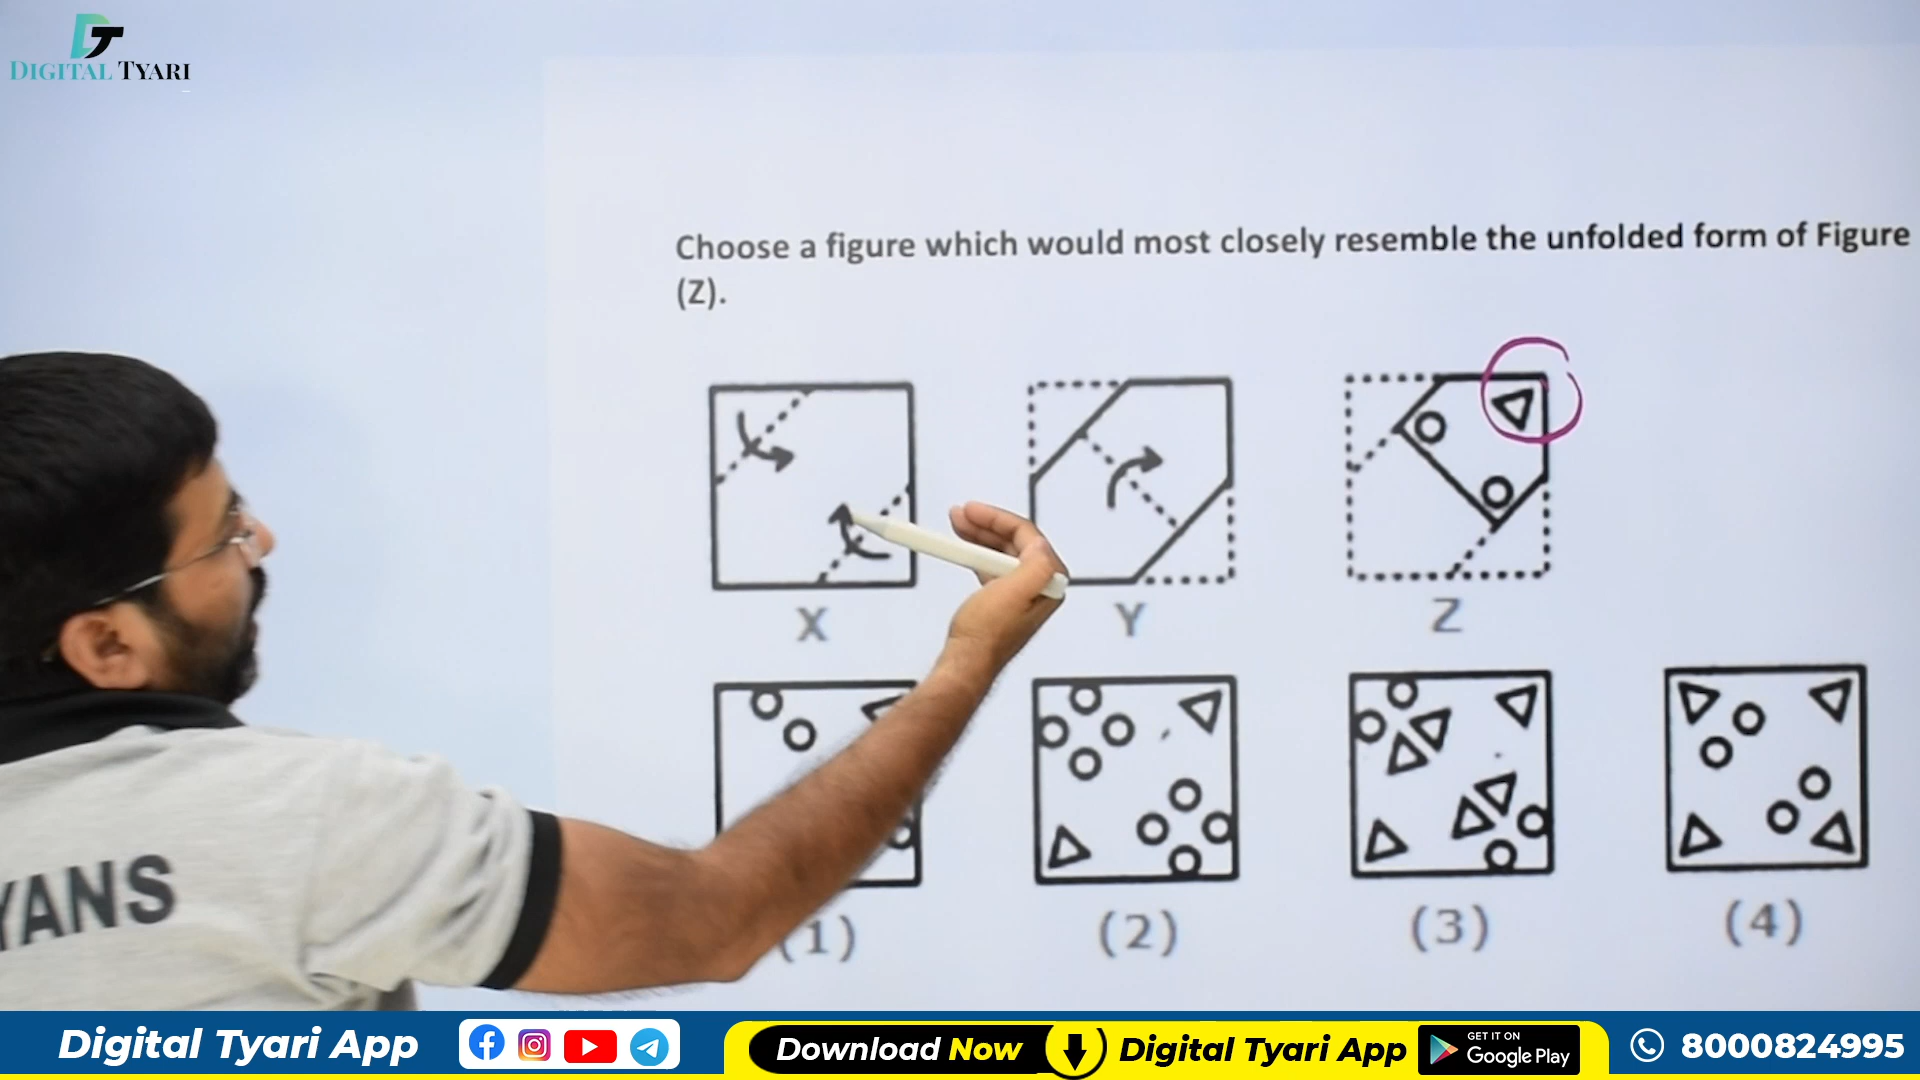 DT
DIGITAL TYARI
Choose a figure which would most closely resemble the unfolded form of Figure
(Z).
X
Y
Z
(1)
(2)
(3)
(4)
YANS
Digital Tyari App
Download Now
Digital Tyari App
GET IT ON
Google Play
8000824995